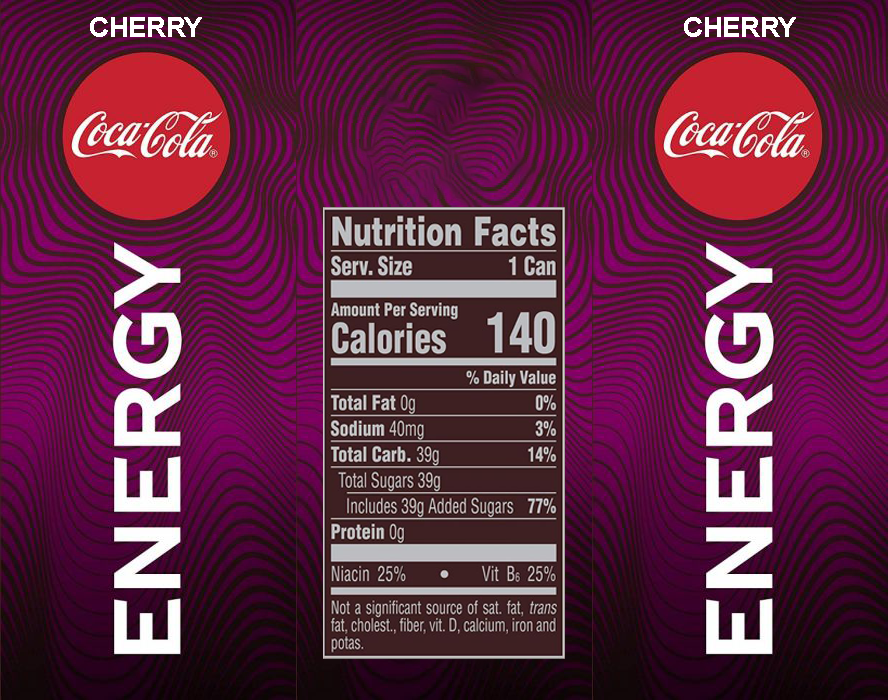 CHERRY
Coca-Cola®
ENERGY
Nutrition Facts
Serv. Size 1 Can
Amount Per Serving
Calories 140
% Daily Value
Total Fat 0g 0%
Sodium 40mg 3%
Total Carb. 39g 14%
Total Sugars 39g
Includes 39g Added Sugars 77%
Protein 0g
Niacin 25% • Vit B₆ 25%
Not a significant source of sat. fat, trans
fat, cholest., fiber, vit. D, calcium, iron and
potas.
CHERRY
Coca-Cola®
ENERGY